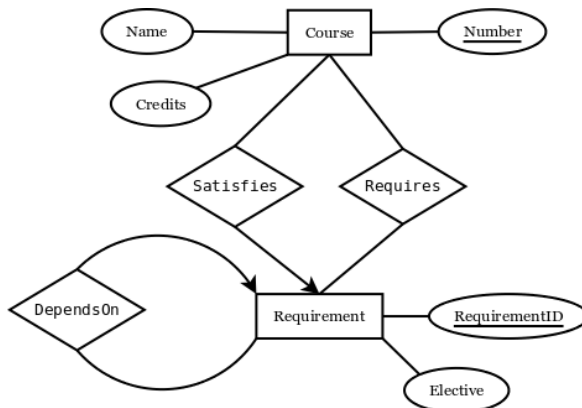 Name
Course
Number
Credits
Satisfies
Requires
DependsOn
Requirement
RequirementID
Elective